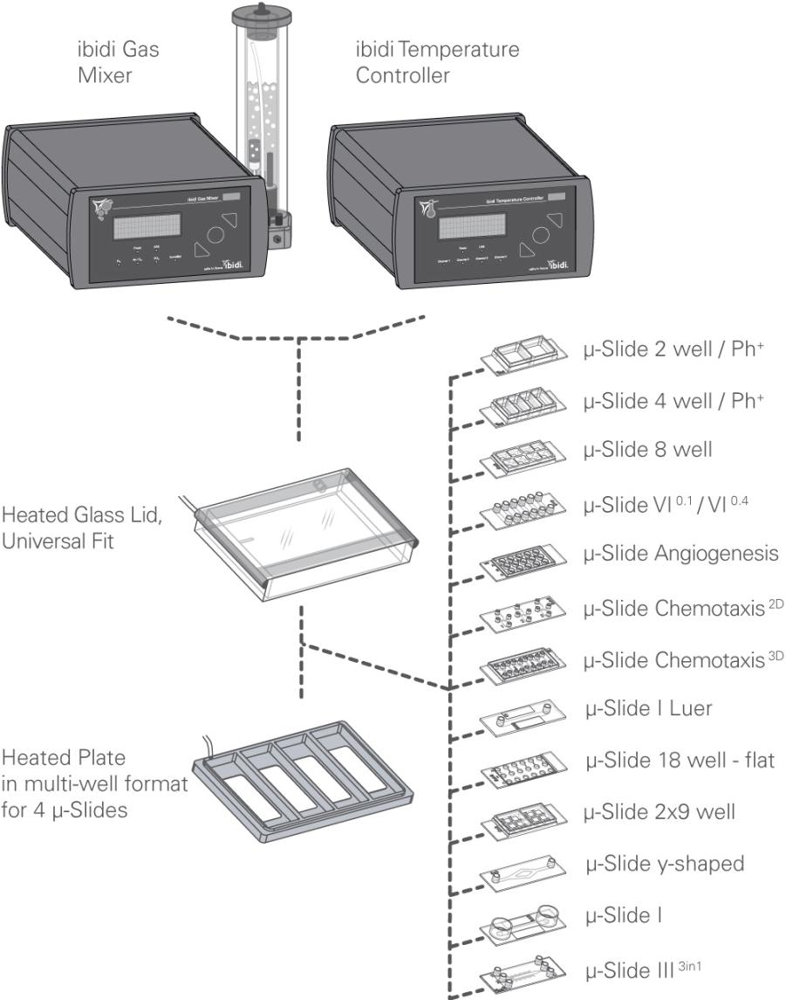 ibidi Gas
Mixer
ibidi Temperature
Controller
ibidi Gas Mixer
ibidi.
ibidi Temperature Controller
ibidi.
µ-Slide 2 well / Ph⁺
µ-Slide 4 well / Ph⁺
µ-Slide 8 well
µ-Slide VI 0.1 / VI 0.4
Heated Glass Lid,
Universal Fit
µ-Slide Angiogenesis
µ-Slide Chemotaxis 2D
µ-Slide Chemotaxis 3D
µ-Slide I Luer
Heated Plate
in multi-well format
for 4 µ-Slides
µ-Slide 18 well - flat
µ-Slide 2x9 well
µ-Slide y-shaped
µ-Slide I
µ-Slide III 3in1